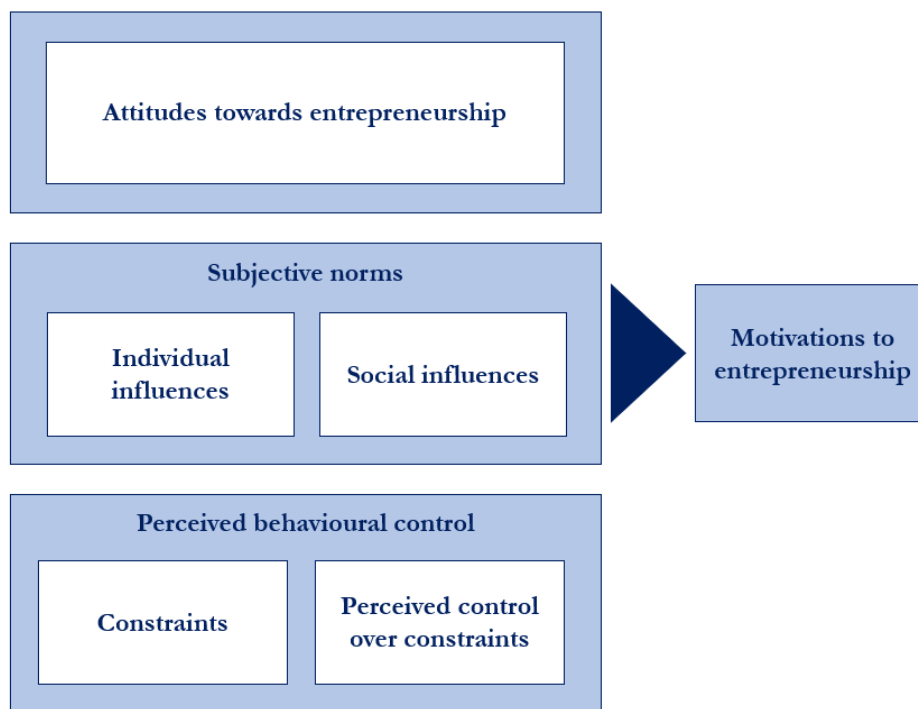 Attitudes towards entrepreneurship
Subjective norms
Individual
influences
Social influences
Motivations to
entrepreneurship
Perceived behavioural control
Constraints
Perceived control
over constraints